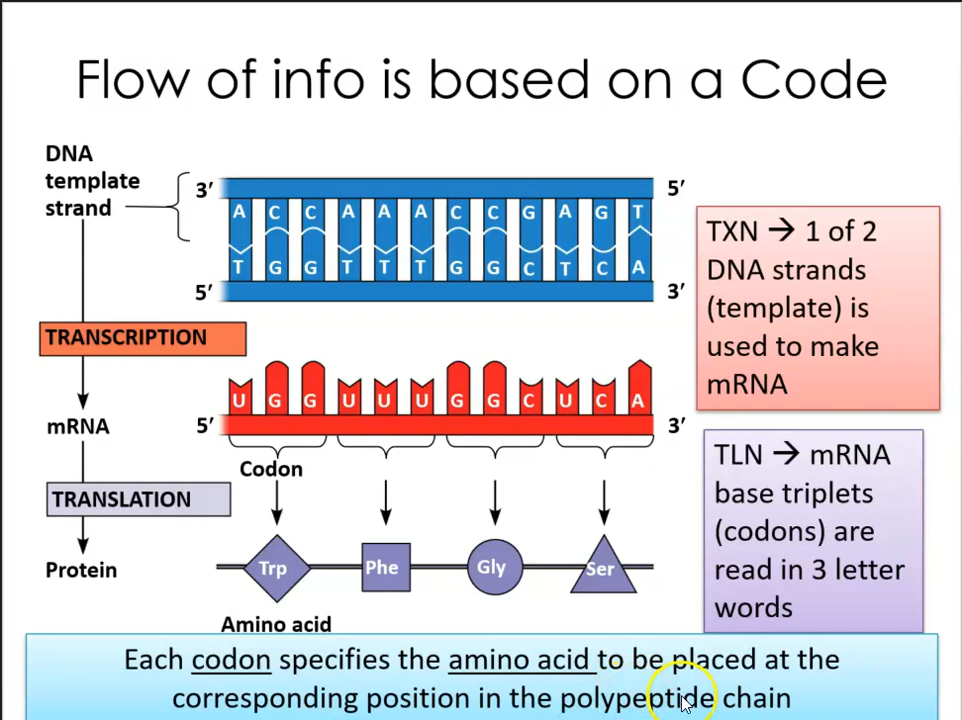 Flow of info is based on a Code
DNA
template
strand
3′ 5′
A C C A A A C C G A G T
T G G T T T G G C T C A
5′ 3′
TRANSCRIPTION
U G G U U U G G C U C A
mRNA
5′ 3′
Codon
TRANSLATION
Protein
Trp Phe Gly Ser
Amino acid
TXN → 1 of 2
DNA strands
(template) is
used to make
mRNA
TLN → mRNA
base triplets
(codons) are
read in 3 letter
words
Each codon specifies the amino acid to be placed at the
corresponding position in the polypeptide chain